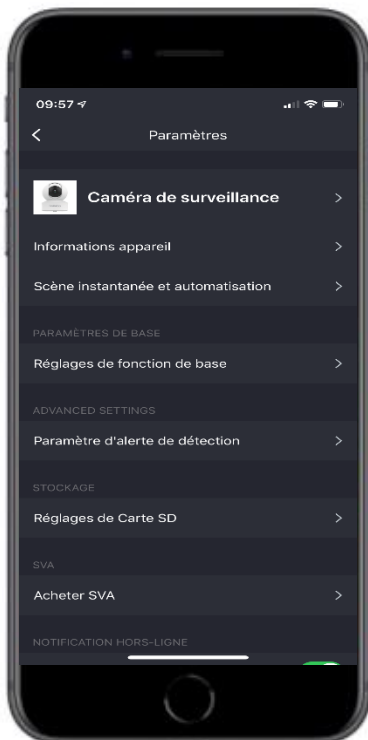 09:57
Paramètres
Caméra de surveillance
Informations appareil
Scène instantanée et automatisation
PARAMÈTRES DE BASE
Réglages de fonction de base
ADVANCED SETTINGS
Paramètre d'alerte de détection
STOCKAGE
Réglages de Carte SD
SVA
Acheter SVA
NOTIFICATION HORS-LIGNE